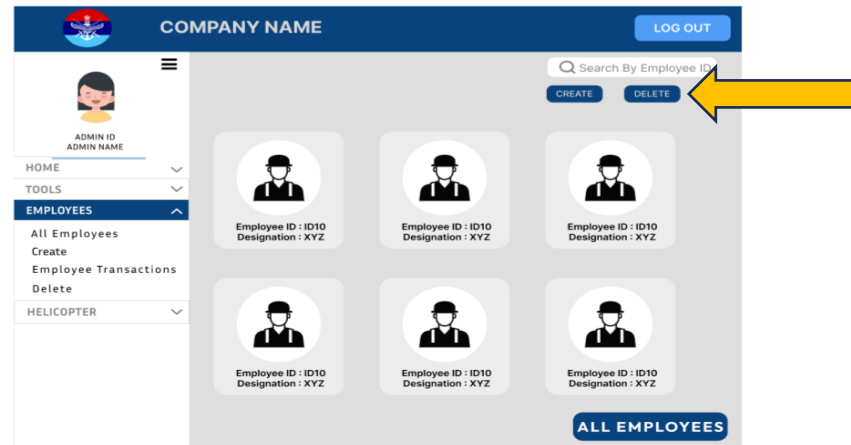 COMPANY NAME
LOG OUT
Search By Employee ID
CREATE
DELETE
ADMIN ID
ADMIN NAME
HOME
TOOLS
EMPLOYEES
All Employees
Create
Employee Transactions
Delete
HELICOPTER
Employee ID : ID10
Designation : XYZ
Employee ID : ID10
Designation : XYZ
Employee ID : ID10
Designation : XYZ
Employee ID : ID10
Designation : XYZ
Employee ID : ID10
Designation : XYZ
Employee ID : ID10
Designation : XYZ
ALL EMPLOYEES